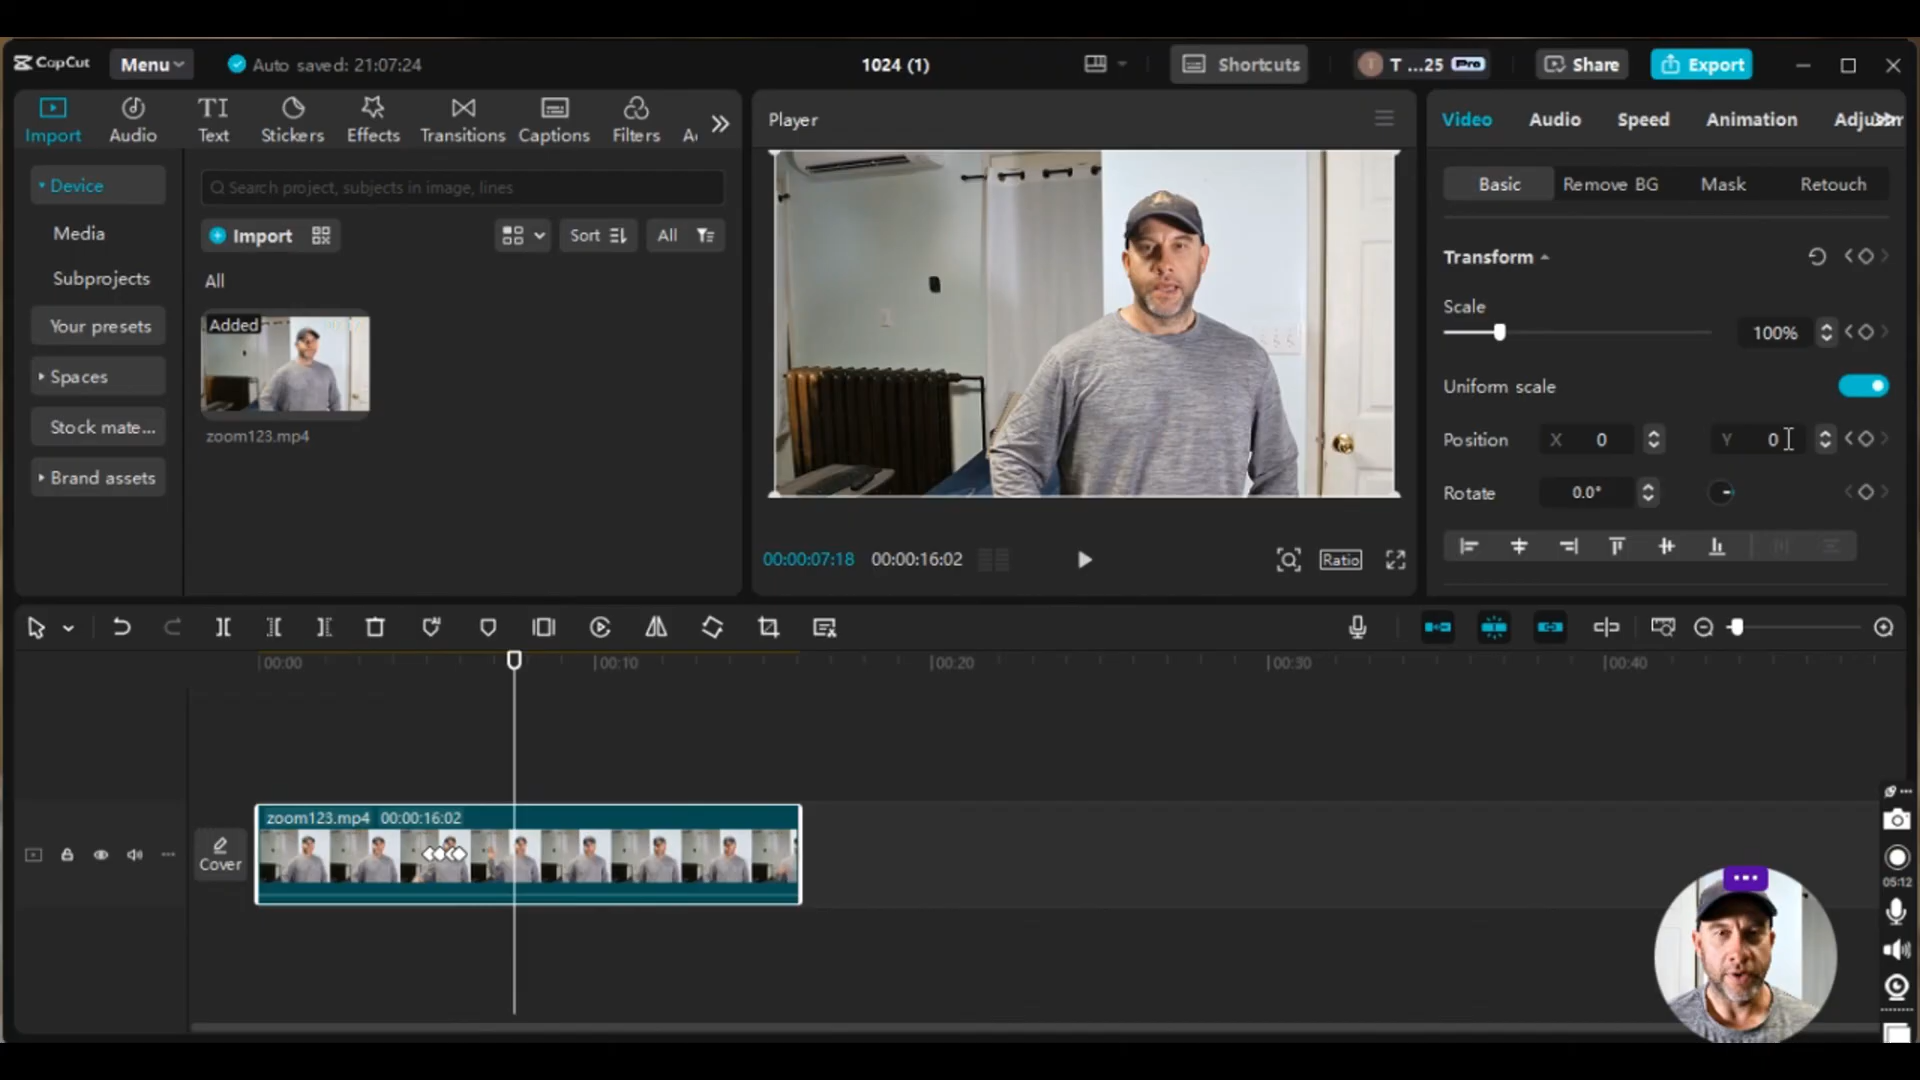 CapCut
Menu
Auto saved: 21:07:24
1024 (1)
Shortcuts
T ...25
Pro
Share
Export
Import
Audio
Text
Stickers
Effects
Transitions
Captions
Filters
Player
Video
Audio
Speed
Animation
Device
Media
Subprojects
Your presets
Spaces
Stock mate...
Brand assets
Search project, subjects in image, lines
Import
Sort
All
All
Added
zoom123.mp4
00:00:07:18
00:00:16:02
Ratio
Basic
Remove BG
Mask
Retouch
Transform
Scale
100%
Uniform scale
Position
X 0
Y 0
Rotate
0.0°
00:00
00:10
00:20
00:30
00:40
Cover
zoom123.mp4 00:00:16:02
05:12